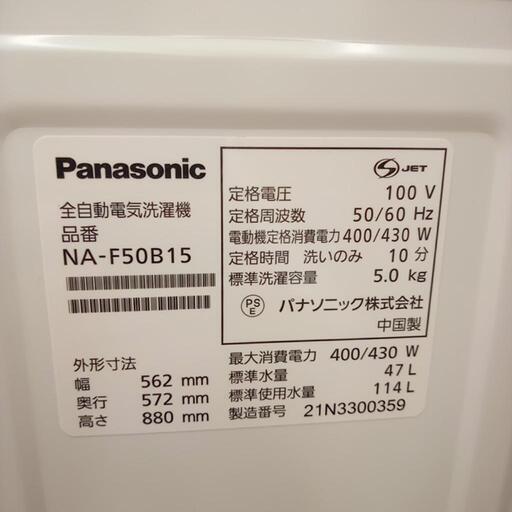 Panasonic
全自動電気洗濯機
品番
NA-F50B15
外形寸法
幅 562 mm
奥行 572 mm
高さ 880 mm
S JET
定格電圧 100 V
定格周波数 50/60 Hz
電動機定格消費電力 400/430 W
定格時間 洗いのみ 10 分
標準洗濯容量 5.0 kg
PS E パナソニック株式会社
中国製
最大消費電力 400/430 W
標準水量 47 L
標準使用水量 114 L
製造番号 21N3300359